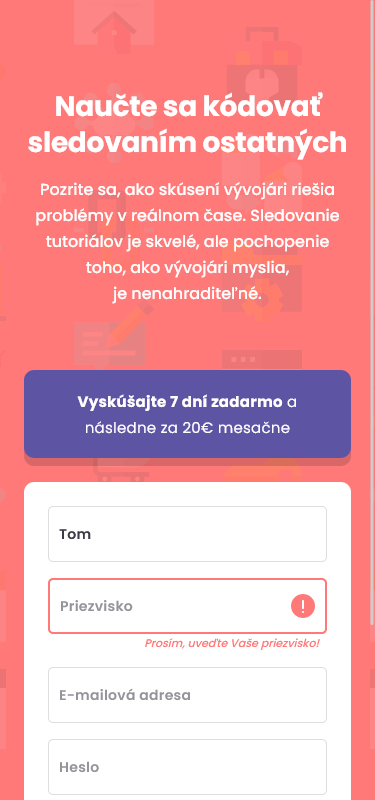 Naučte sa kódovať
sledovaním ostatných
Pozrite sa, ako skúsení vývojári riešia
problémy v reálnom čase. Sledovanie
tutoriálov je skvelé, ale pochopenie
toho, ako vývojári myslia,
je nenahraditeľné.
Vyskúšajte 7 dní zadarmo a
následne za 20€ mesačne
Tom
Priezvisko
Prosím, uveďte Vaše priezvisko!
E-mailová adresa
Heslo